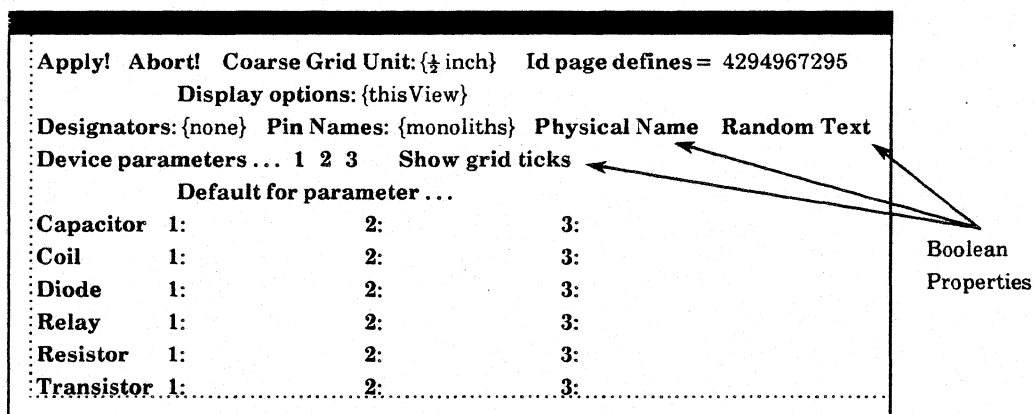 Apply! Abort! Coarse Grid Unit: {½ inch} Id page defines = 4294967295
Display options: {thisView}
Designators: {none} Pin Names: {monoliths} Physical Name Random Text
Device parameters ... 1 2 3 Show grid ticks
Default for parameter ...
Capacitor 1: 2: 3:
Coil 1: 2: 3:
Diode 1: 2: 3:
Relay 1: 2: 3:
Resistor 1: 2: 3:
Transistor 1: 2: 3:
Boolean
Properties